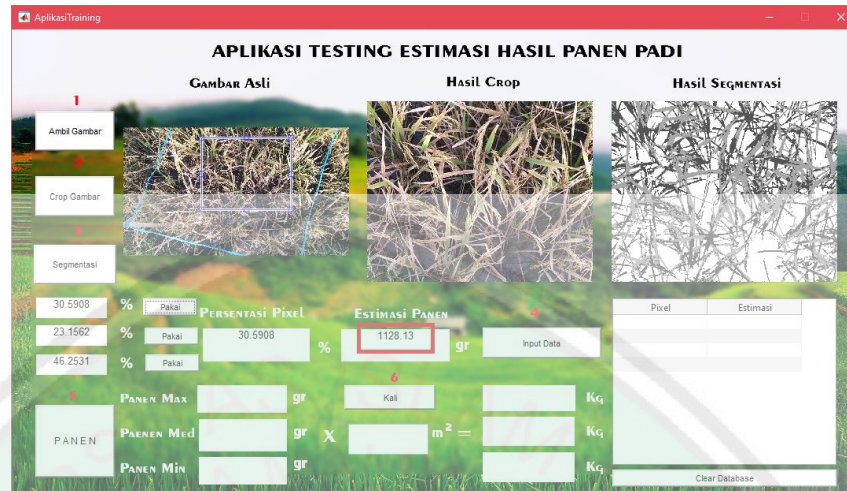 AplikasiTraining
APLIKASI TESTING ESTIMASI HASIL PANEN PADI
Gambar Asli
Hasil Crop
Hasil Segmentasi
1
Ambil Gambar
2
Crop Gambar
Segmentasi
30.5908 % Pakai
23.1562 % Pakai
46.2531 % Pakai
Persentasi Pixel
30.5908 %
Estimasi Panen
1128.13 gr
4
Input Data
Pixel Estimasi
5
PANEN
6
Kali
Panen Max gr
Paenen Med gr
Panen Min gr
X m² =
Kg
Kg
Kg
Clear Database